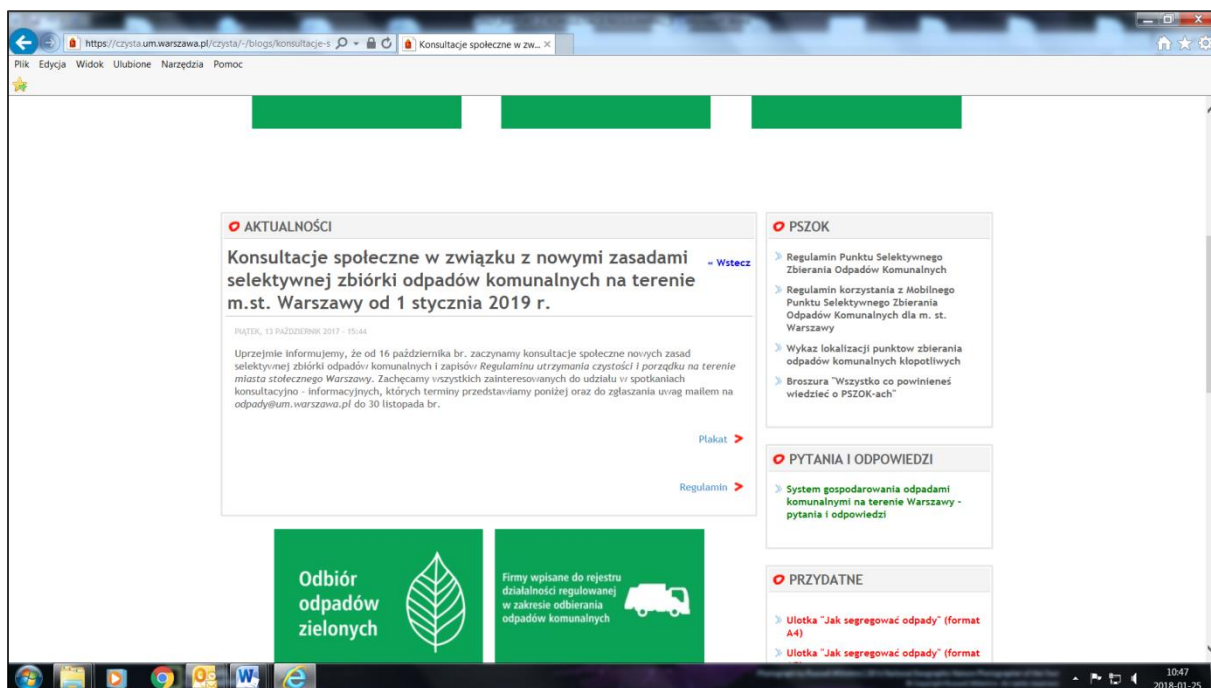 https://czysta.um.warszawa.pl/czysta/-/blogs/konsultacje-s
Konsultacje społeczne w zw...
Plik Edycja Widok Ulubione Narzędzia Pomoc
AKTUALNOŚCI
Konsultacje społeczne w związku z nowymi zasadami
selektywnej zbiórki odpadów komunalnych na terenie
m.st. Warszawy od 1 stycznia 2019 r.
« Wstecz
PIĄTEK, 13 PAŹDZIERNIK 2017 - 15:44
Uprzejmie informujemy, że od 16 października br. zaczynamy konsultacje społeczne nowych zasad
selektywnej zbiórki odpadów komunalnych i zapisów Regulaminu utrzymania czystości i porządku na terenie
miasta stołecznego Warszawy. Zachęcamy wszystkich zainteresowanych do udziału w spotkaniach
konsultacyjno - informacyjnych, których terminy przedstawiamy poniżej oraz do zgłaszania uwag mailem na
odpady@um.warszawa.pl do 30 listopada br.
Plakat >
Regulamin >
Odbiór
odpadów
zielonych
Firmy wpisane do rejestru
działalności regulowanej
w zakresie odbierania
odpadów komunalnych
PSZOK
Regulamin Punktu Selektywnego
Zbierania Odpadów Komunalnych
Regulamin korzystania z Mobilnego
Punktu Selektywnego Zbierania
Odpadów Komunalnych dla m. st.
Warszawy
Wykaz lokalizacji punktow zbierania
odpadów komunalnych kłopotliwych
Broszura "Wszystko co powinieneś
wiedzieć o PSZOK-ach"
PYTANIA I ODPOWIEDZI
System gospodarowania odpadami
komunalnymi na terenie Warszawy -
pytania i odpowiedzi
PRZYDATNE
Ulotka "Jak segregować odpady" (format
A4)
Ulotka "Jak segregować odpady" (format
10:47
2018-01-25